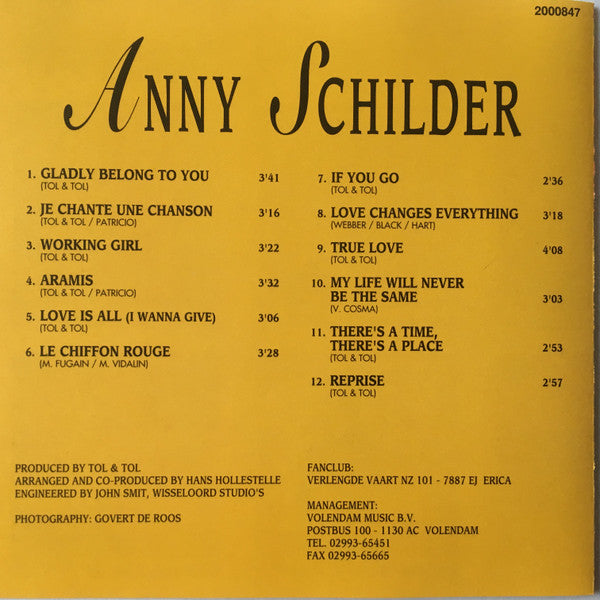 2000847
ANNY SCHILDER
1. GLADLY BELONG TO YOU 3'41
(TOL & TOL)
2. JE CHANTE UNE CHANSON 3'16
(TOL & TOL / PATRICIO)
3. WORKING GIRL 3'22
(TOL & TOL)
4. ARAMIS 3'32
(TOL & TOL / PATRICIO)
5. LOVE IS ALL (I WANNA GIVE) 3'06
(TOL & TOL)
6. LE CHIFFON ROUGE 3'28
(M. FUGAIN / M. VIDALIN)
7. IF YOU GO 2'36
(TOL & TOL)
8. LOVE CHANGES EVERYTHING 3'18
(WEBBER / BLACK / HART)
9. TRUE LOVE 4'08
(TOL & TOL)
10. MY LIFE WILL NEVER
BE THE SAME 3'03
(V. COSMA)
11. THERE'S A TIME,
THERE'S A PLACE 2'53
(TOL & TOL)
12. REPRISE 2'57
(TOL & TOL)
PRODUCED BY TOL & TOL
ARRANGED AND CO-PRODUCED BY HANS HOLLESTELLE
ENGINEERED BY JOHN SMIT, WISSELOORD STUDIO'S
PHOTOGRAPHY: GOVERT DE ROOS
FANCLUB:
VERLENGDE VAART NZ 101 - 7887 EJ ERICA
MANAGEMENT:
VOLENDAM MUSIC B.V.
POSTBUS 100 - 1130 AC VOLENDAM
TEL. 02993-65451
FAX 02993-65665